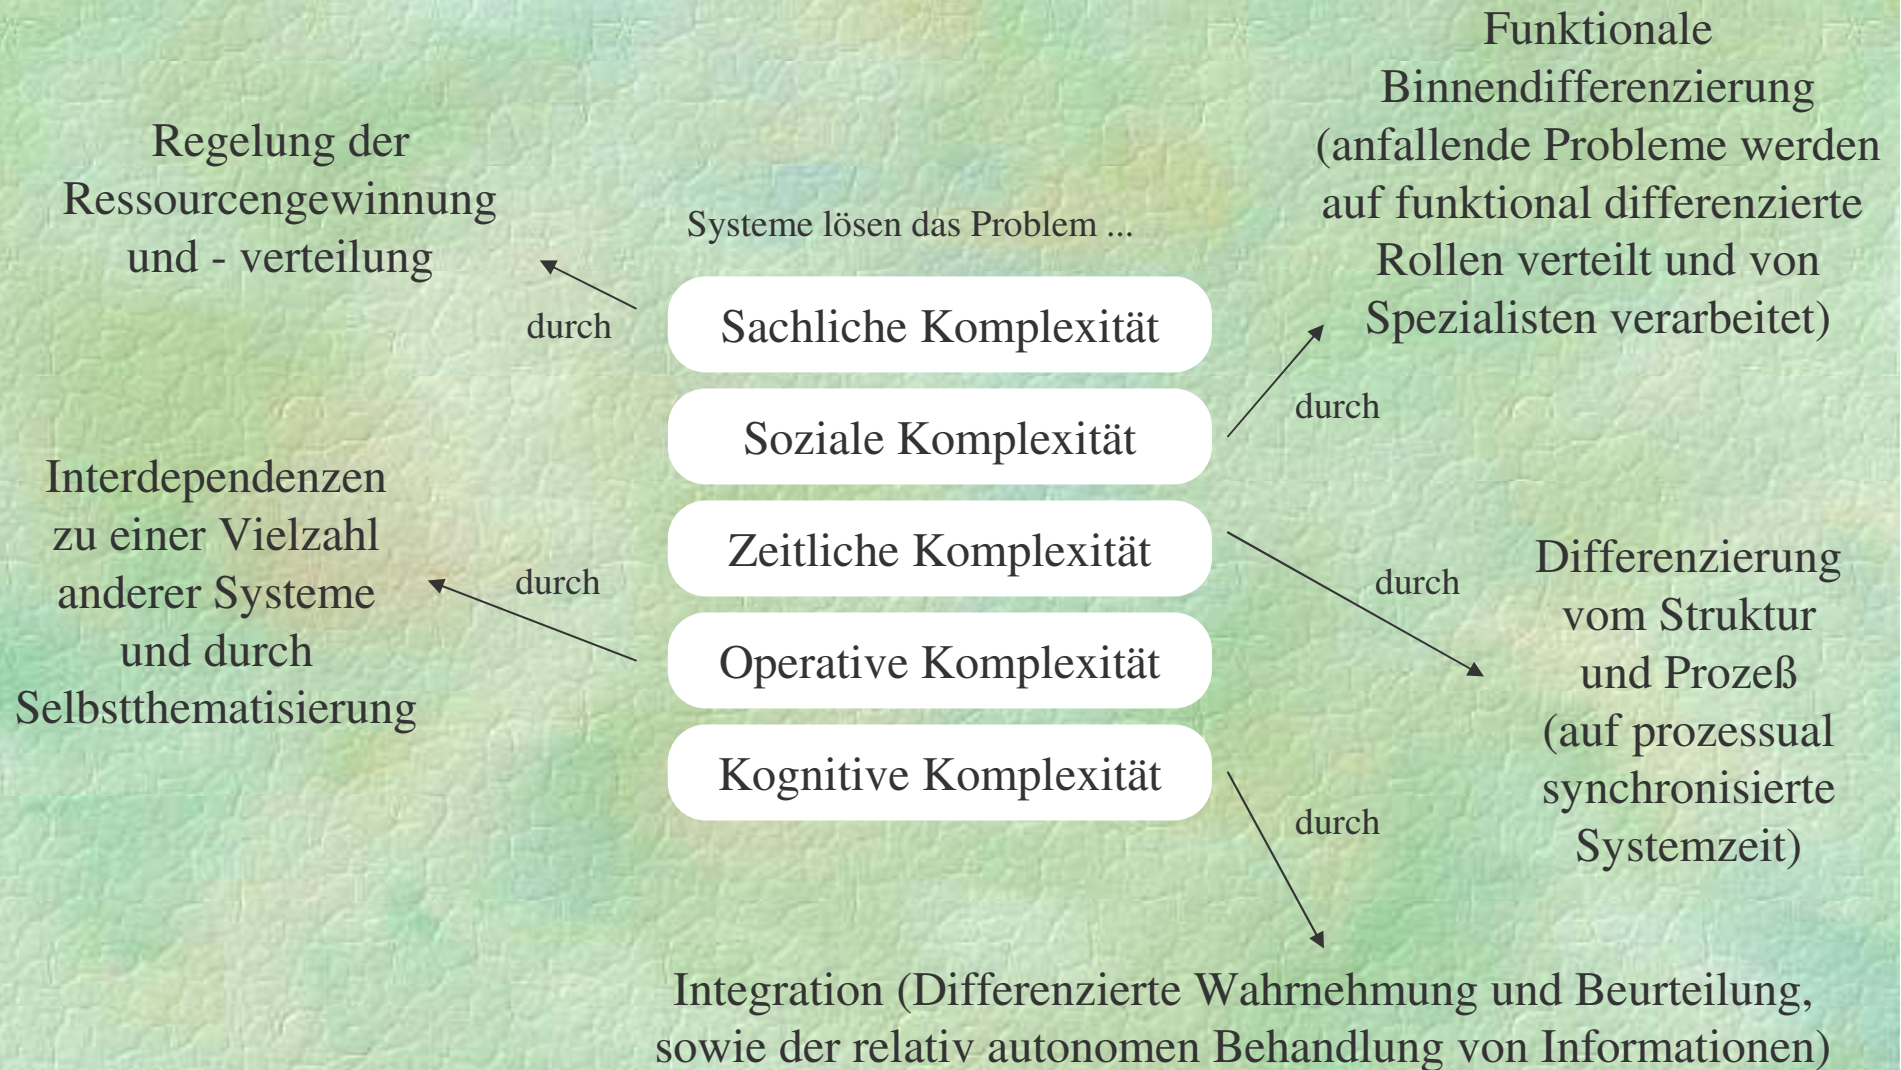 Systeme lösen das Problem ...
Sachliche Komplexität
durch
Regelung der
Ressourcengewinnung
und - verteilung
Soziale Komplexität
durch
Funktionale
Binnendifferenzierung
(anfallende Probleme werden
auf funktional differenzierte
Rollen verteilt und von
Spezialisten verarbeitet)
Zeitliche Komplexität
durch
Differenzierung
vom Struktur
und Prozeß
(auf prozessual
synchronisierte
Systemzeit)
Operative Komplexität
durch
Interdependenzen
zu einer Vielzahl
anderer Systeme
und durch
Selbstthematisierung
Kognitive Komplexität
durch
Integration (Differenzierte Wahrnehmung und Beurteilung,
sowie der relativ autonomen Behandlung von Informationen)